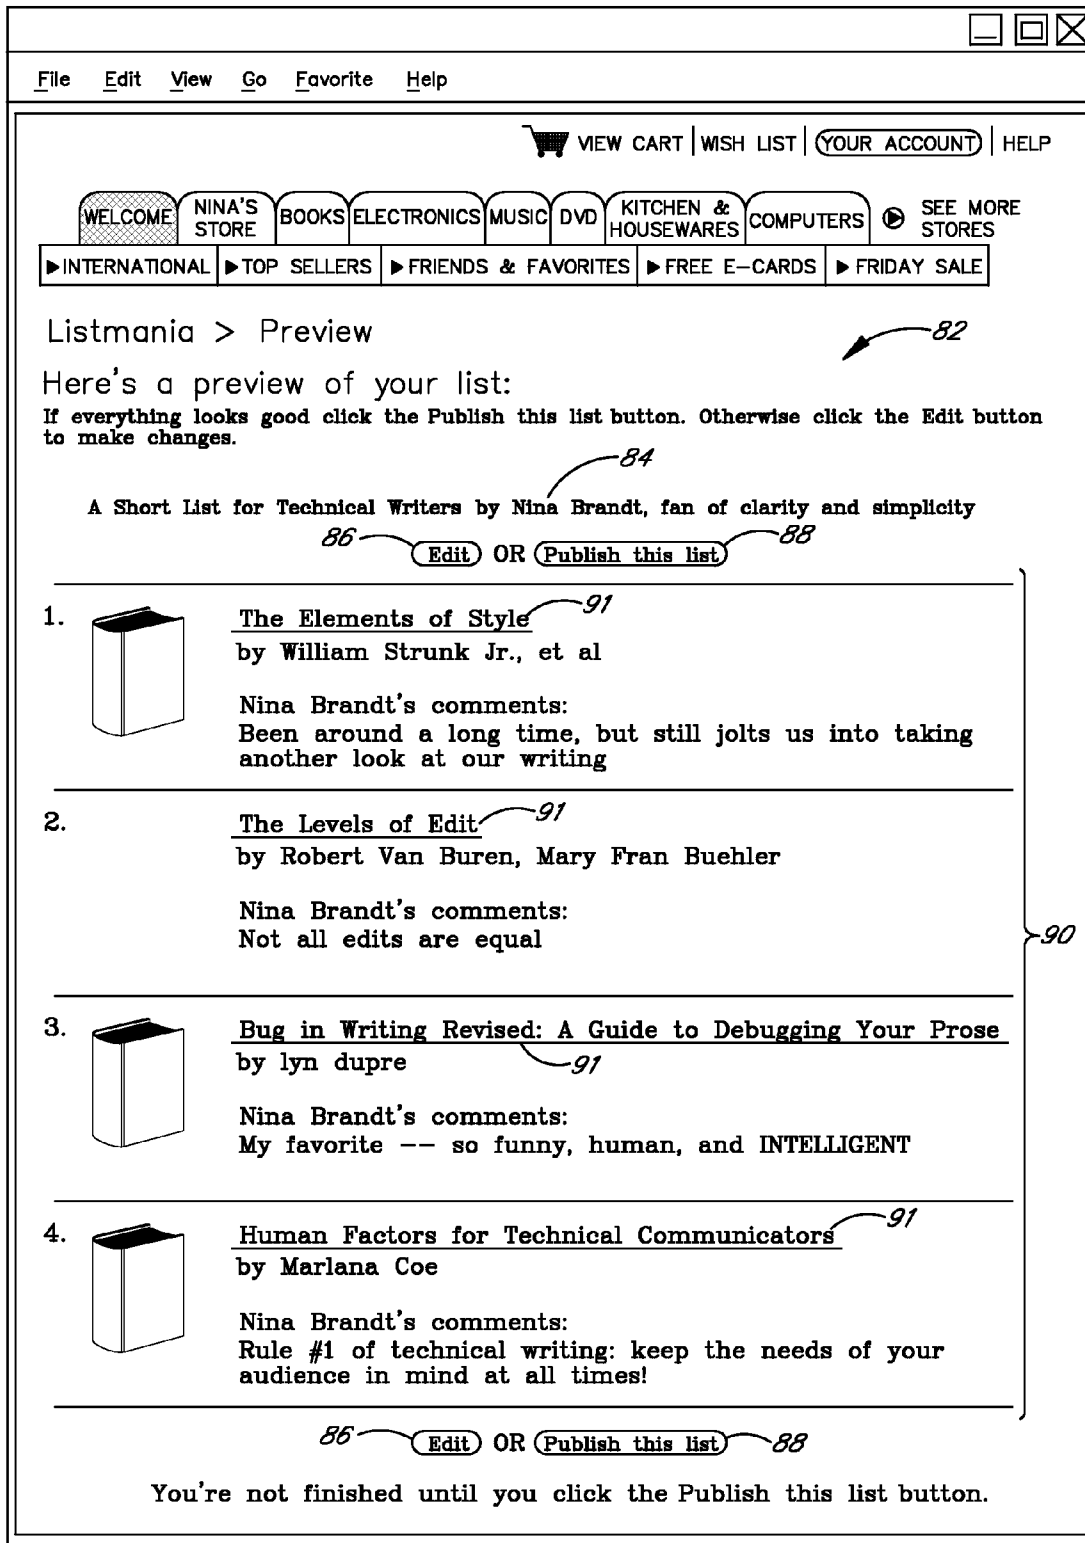 File Edit View Go Favorite Help
VIEW CART | WISH LIST | YOUR ACCOUNT | HELP
WELCOME NINA'S STORE BOOKS ELECTRONICS MUSIC DVD KITCHEN & HOUSEWARES COMPUTERS SEE MORE STORES
INTERNATIONAL TOP SELLERS FRIENDS & FAVORITES FREE E-CARDS FRIDAY SALE
Listmania > Preview
82
Here's a preview of your list:
If everything looks good click the Publish this list button. Otherwise click the Edit button
to make changes.
84
A Short List for Technical Writers by Nina Brandt, fan of clarity and simplicity
86 Edit OR Publish this list 88
1. The Elements of Style 91
by William Strunk Jr., et al
Nina Brandt's comments:
Been around a long time, but still jolts us into taking
another look at our writing
2. The Levels of Edit 91
by Robert Van Buren, Mary Fran Buehler
Nina Brandt's comments:
Not all edits are equal
90
3. Bug in Writing Revised: A Guide to Debugging Your Prose
by lyn dupre 91
Nina Brandt's comments:
My favorite -- so funny, human, and INTELLIGENT
4. Human Factors for Technical Communicators 91
by Marlana Coe
Nina Brandt's comments:
Rule #1 of technical writing: keep the needs of your
audience in mind at all times!
86 Edit OR Publish this list 88
You're not finished until you click the Publish this list button.